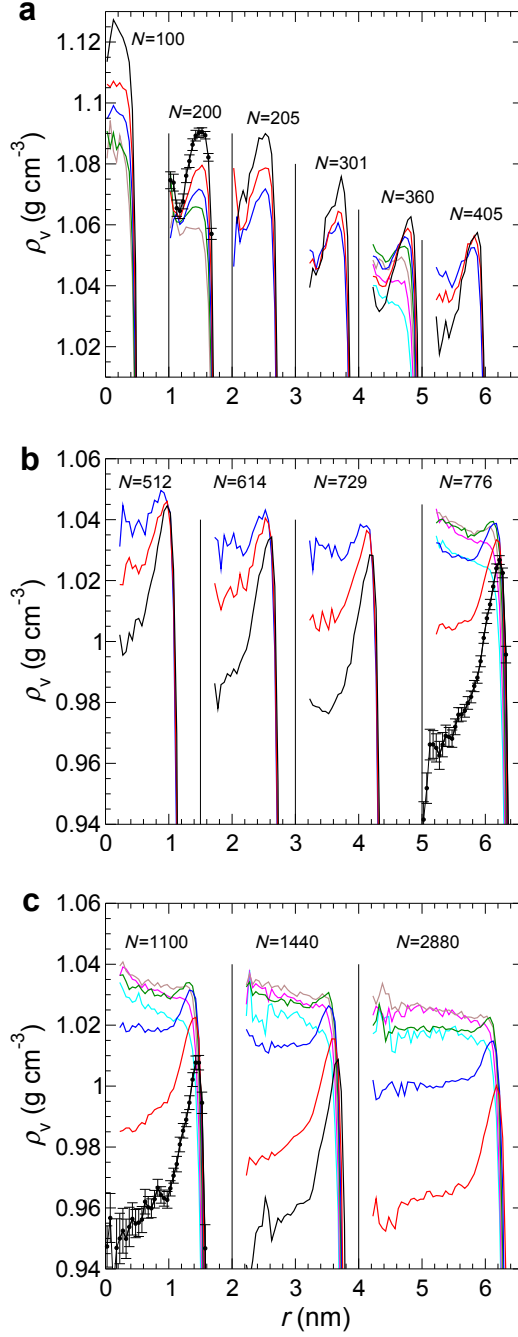 a
N=100
N=200
N=205
N=301
N=360
N=405
1.12
1.1
1.08
1.06
1.04
1.02
ρv (g cm⁻³)
0 1 2 3 4 5 6
b
N=512 N=614 N=729 N=776
1.06
1.04
1.02
1
0.98
0.96
0.94
ρv (g cm⁻³)
0 1 2 3 4 5 6
c
N=1100 N=1440 N=2880
1.06
1.04
1.02
1
0.98
0.96
0.94
ρv (g cm⁻³)
0 1 2 3 4 5 6
r (nm)